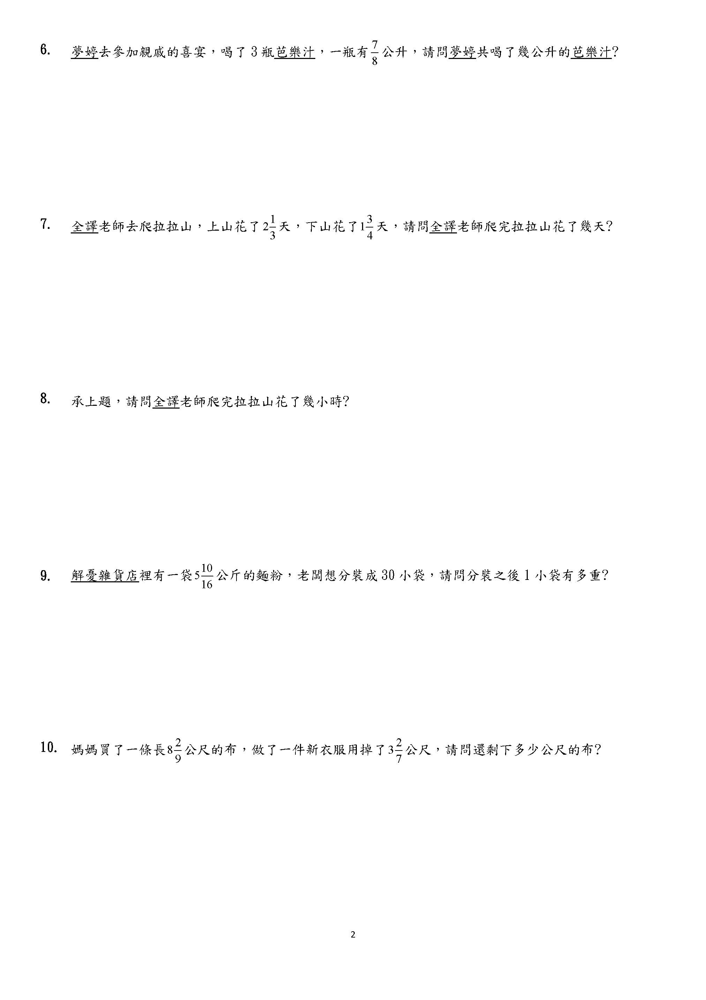 6. 夢婷去參加親戚的喜宴，喝了 3 瓶芭樂汁，一瓶有 7/8 公升，請問夢婷共喝了幾公升的芭樂汁?
7. 全譯老師去爬拉拉山，上山花了 2 1/3 天，下山花了 1 3/4 天，請問全譯老師爬完拉拉山花了幾天?
8. 承上題，請問全譯老師爬完拉拉山花了幾小時?
9. 解憂雜貨店裡有一袋 5 10/16 公斤的麵粉，老闆想分裝成 30 小袋，請問分裝之後 1 小袋有多重?
10. 媽媽買了一條長 8 2/9 公尺的布，做了一件新衣服用掉了 3 2/7 公尺，請問還剩下多少公尺的布?
2